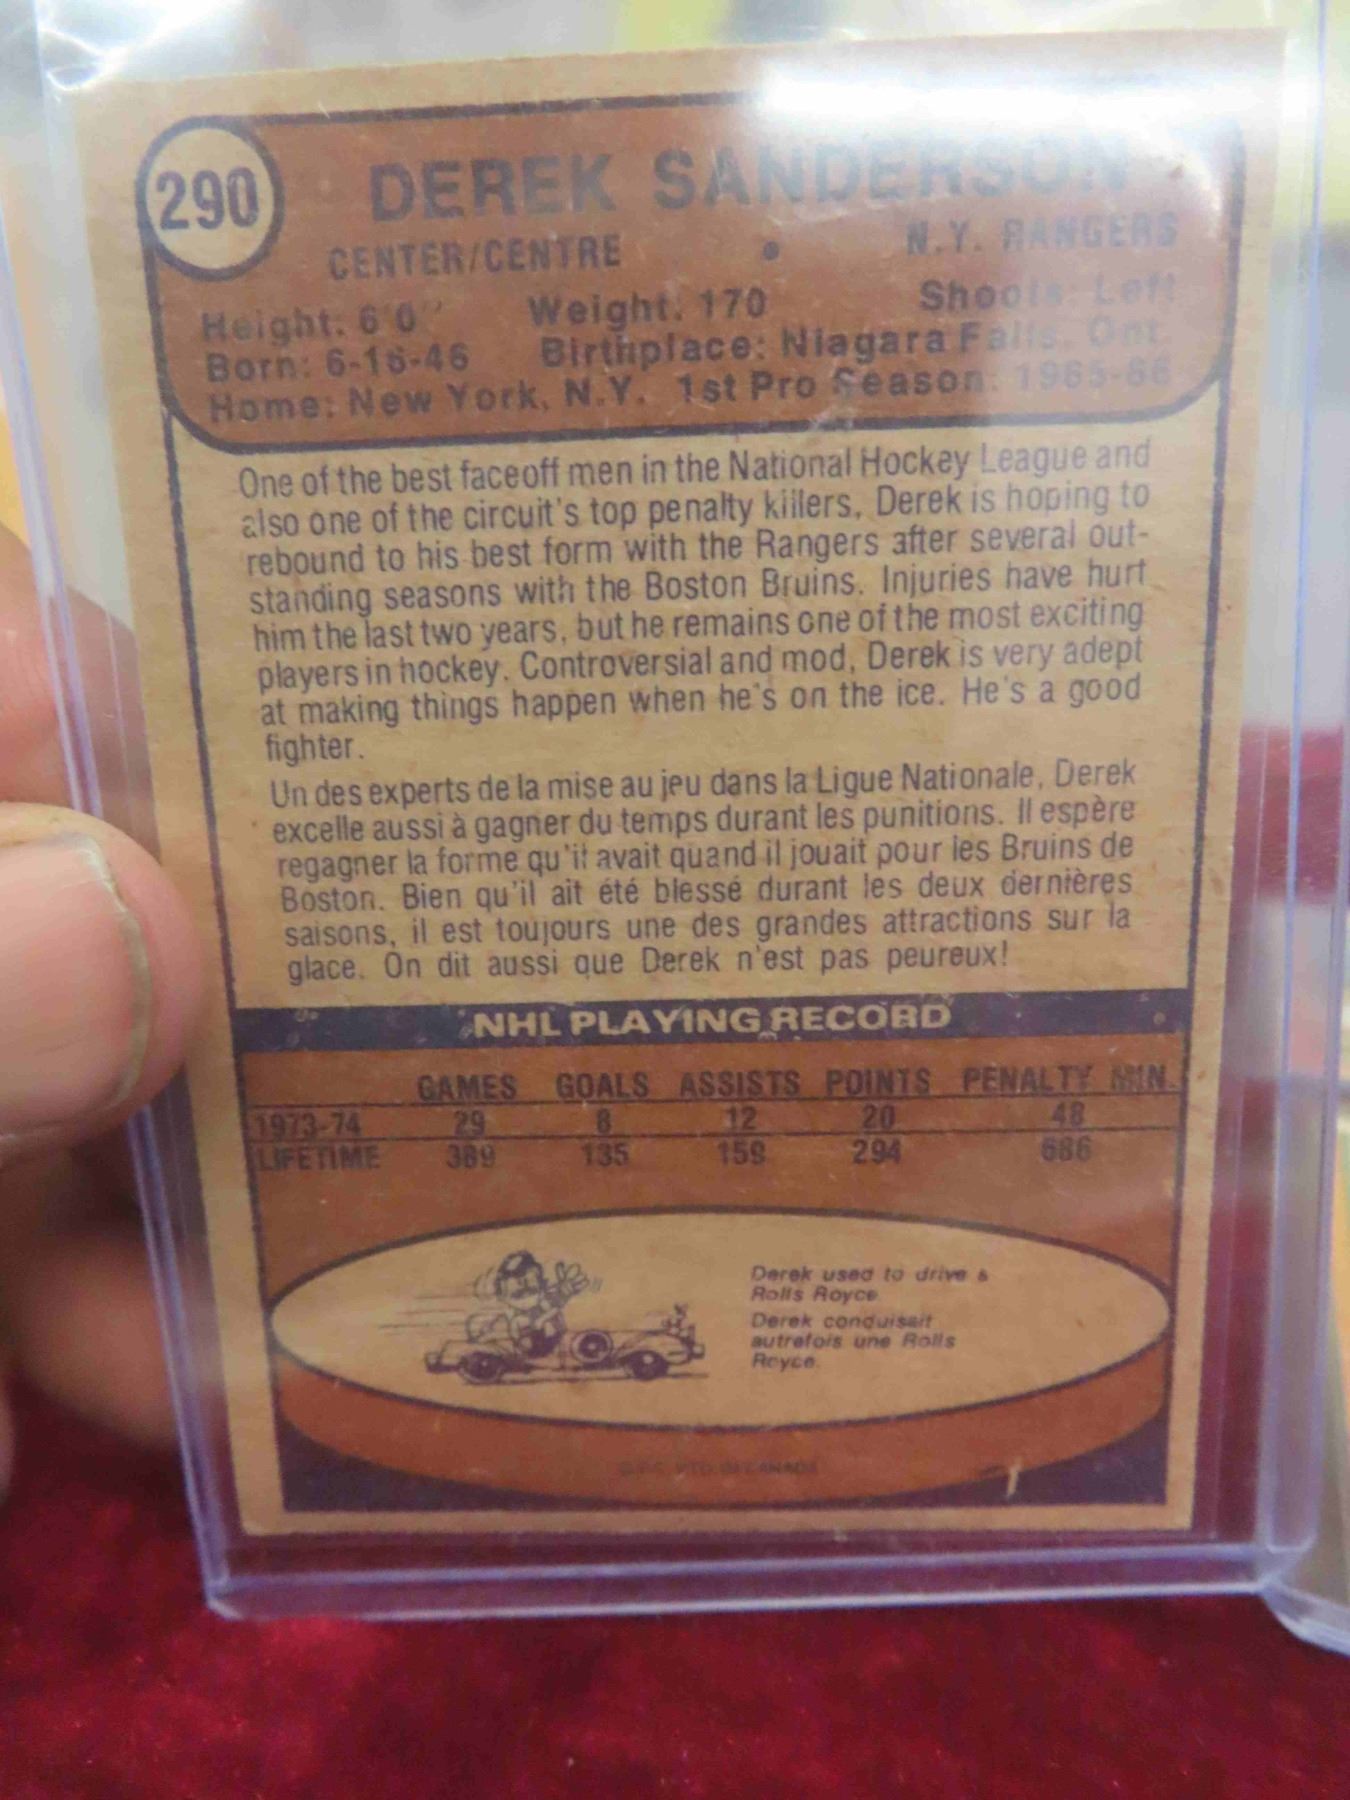 290
DEREK SANDERSON
CENTER/CENTRE • N.Y. RANGERS
Height: 6'0" Weight: 170 Shoots: Left
Born: 6-16-46 Birthplace: Niagara Falls, Ont.
Home: New York, N.Y. 1st Pro Season: 1965-66
One of the best faceoff men in the National Hockey League and
also one of the circuit's top penalty killers, Derek is hoping to
rebound to his best form with the Rangers after several out-
standing seasons with the Boston Bruins. Injuries have hurt
him the last two years, but he remains one of the most exciting
players in hockey. Controversial and mod, Derek is very adept
at making things happen when he's on the ice. He's a good
fighter.
Un des experts de la mise au jeu dans la Ligue Nationale, Derek
excelle aussi à gagner du temps durant les punitions. Il espère
regagner la forme qu'il avait quand il jouait pour les Bruins de
Boston. Bien qu'il ait été blessé durant les deux dernières
saisons, il est toujours une des grandes attractions sur la
glace. On dit aussi que Derek n'est pas peureux!
NHL PLAYING RECORD
GAMES GOALS ASSISTS POINTS PENALTY MIN.
1973-74 29 8 12 20 48
LIFETIME 389 135 159 294 686
Derek used to drive a
Rolls Royce.
Derek conduisait
autrefois une Rolls
Royce.